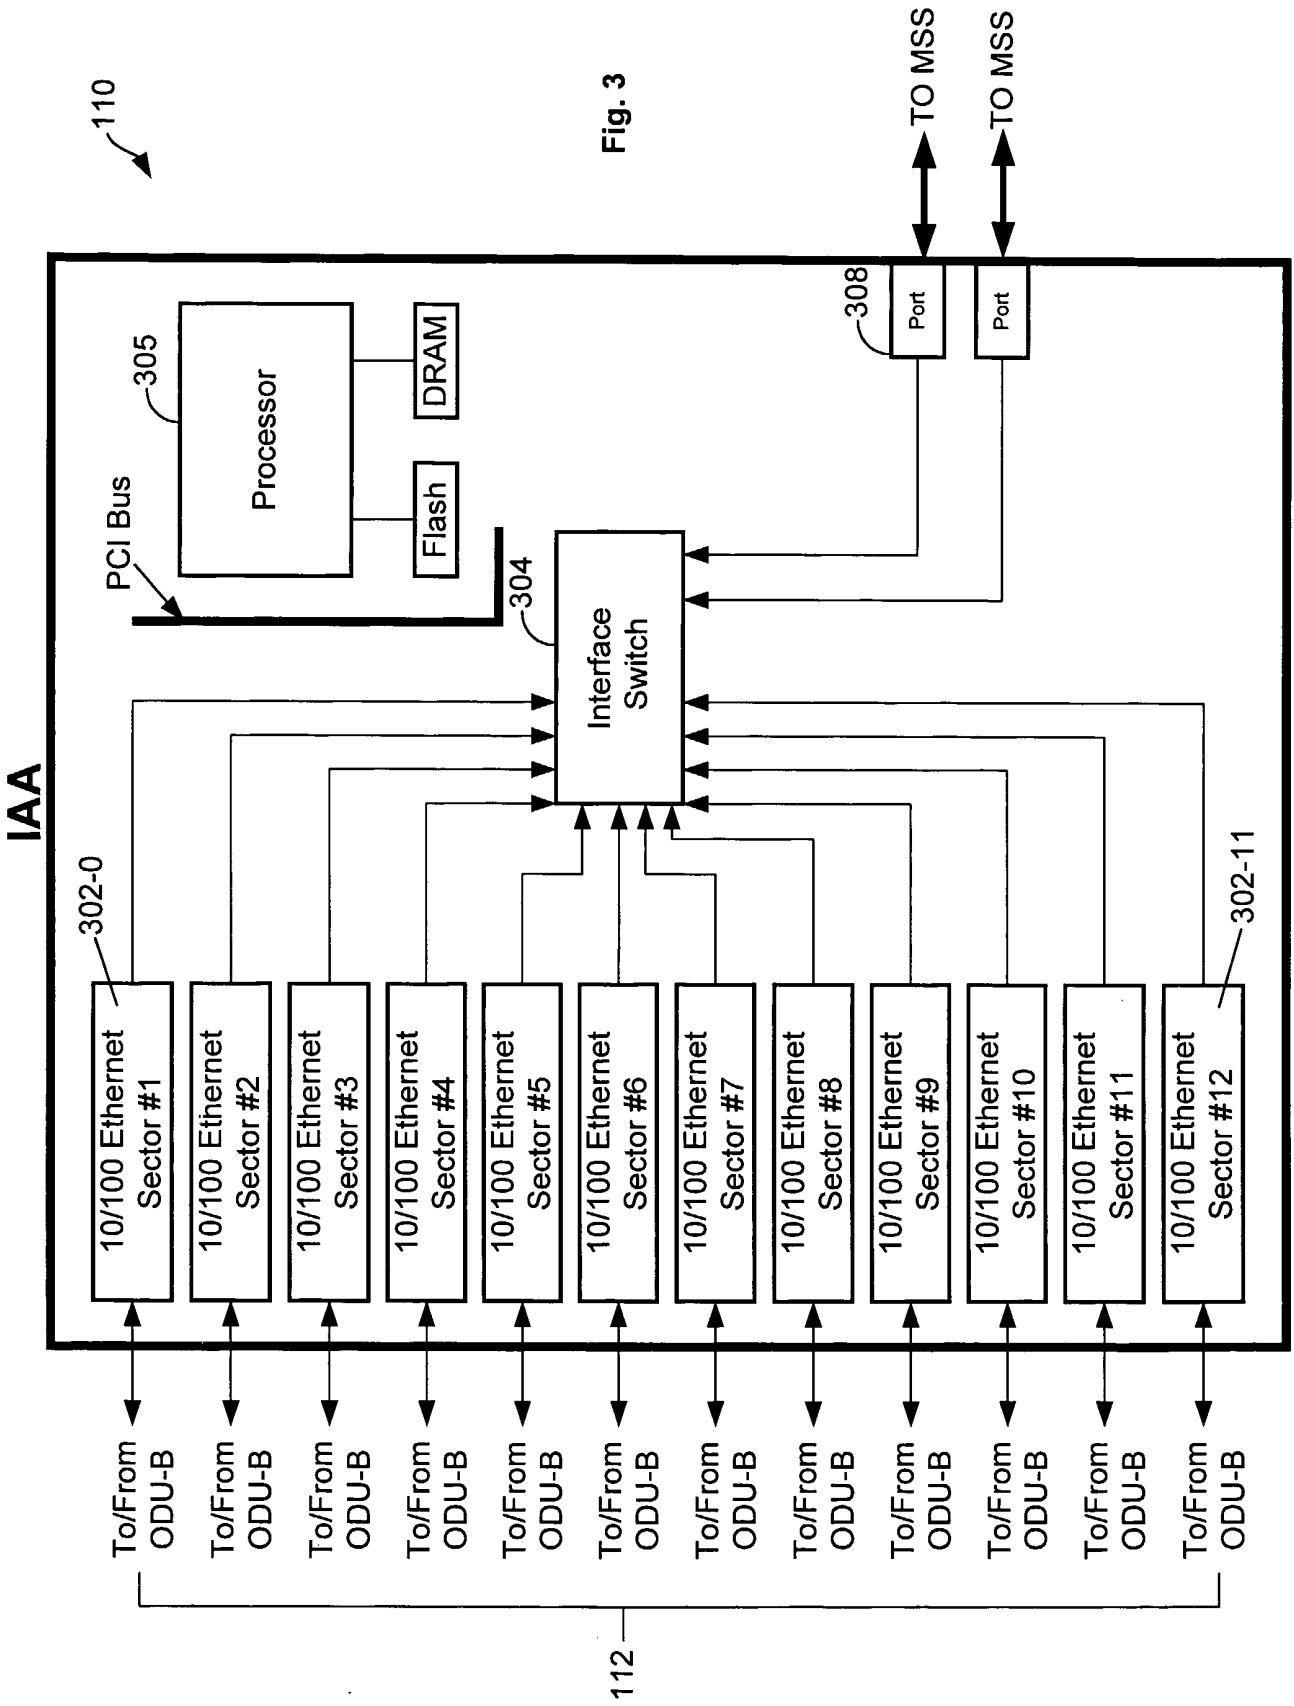 IAA
110
Fig. 3
302-0
PCI Bus
305
Processor
Flash
DRAM
304
Interface
Switch
308
Port
Port
TO MSS
TO MSS
10/100 Ethernet
Sector #1
10/100 Ethernet
Sector #2
10/100 Ethernet
Sector #3
10/100 Ethernet
Sector #4
10/100 Ethernet
Sector #5
10/100 Ethernet
Sector #6
10/100 Ethernet
Sector #7
10/100 Ethernet
Sector #8
10/100 Ethernet
Sector #9
10/100 Ethernet
Sector #10
10/100 Ethernet
Sector #11
10/100 Ethernet
Sector #12
302-11
To/From
ODU-B
To/From
ODU-B
To/From
ODU-B
To/From
ODU-B
To/From
ODU-B
To/From
ODU-B
To/From
ODU-B
To/From
ODU-B
To/From
ODU-B
To/From
ODU-B
To/From
ODU-B
To/From
ODU-B
112